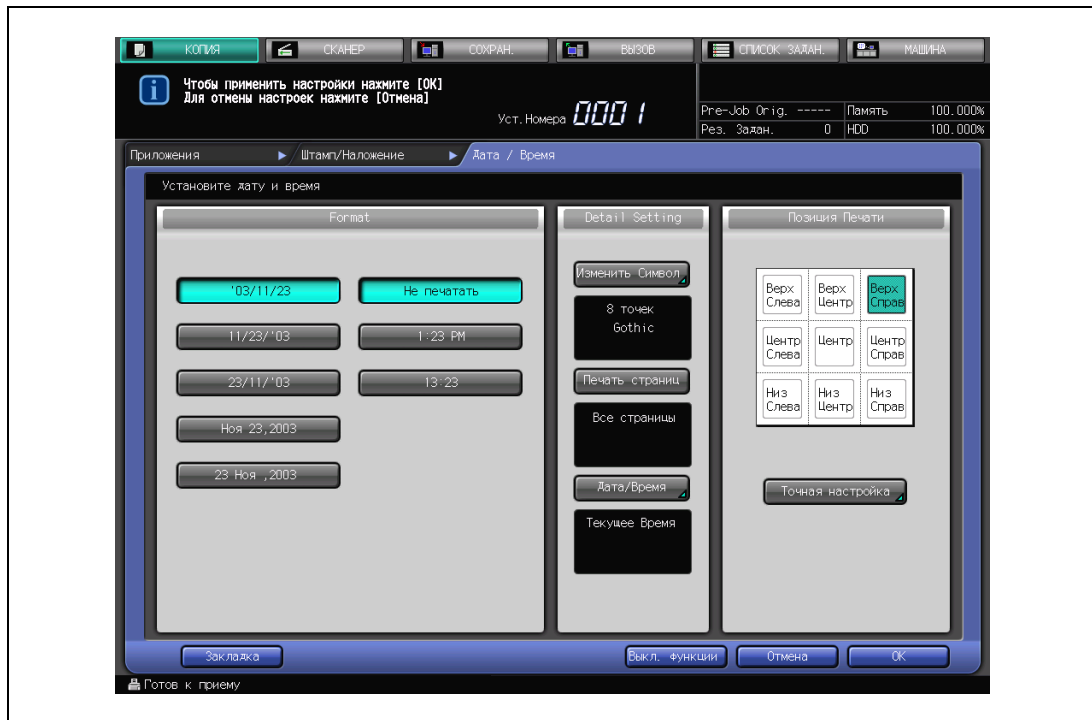 КОПИЯ
СКАНЕР
СОХРАН.
ВЫЗОВ
СПИСОК ЗАДАН.
МАШИНА
Чтобы применить настройки нажмите [OK]
Для отмены настроек нажмите [Отмена]
Уст.Номера 0001
Pre-Job Orig. ----- Память 100.000%
Рез. Задан. 0 HDD 100.000%
Приложения
Штамп/Наложение
Дата / Время
Установите дату и время
Format
'03/11/23
Не печатать
11/23/'03
1:23 PM
23/11/'03
13:23
Ноя 23,2003
23 Ноя ,2003
Detail Setting
Изменить Символ
8 точек
Gothic
Печать страниц
Все страницы
Дата/Время
Текущее Время
Позиция Печати
Верх
Слева
Верх
Центр
Верх
Справ
Центр
Слева
Центр
Центр
Справ
Низ
Слева
Низ
Центр
Низ
Справ
Точная настройка
Закладка
Выкл. функции
Отмена
OK
Готов к приему